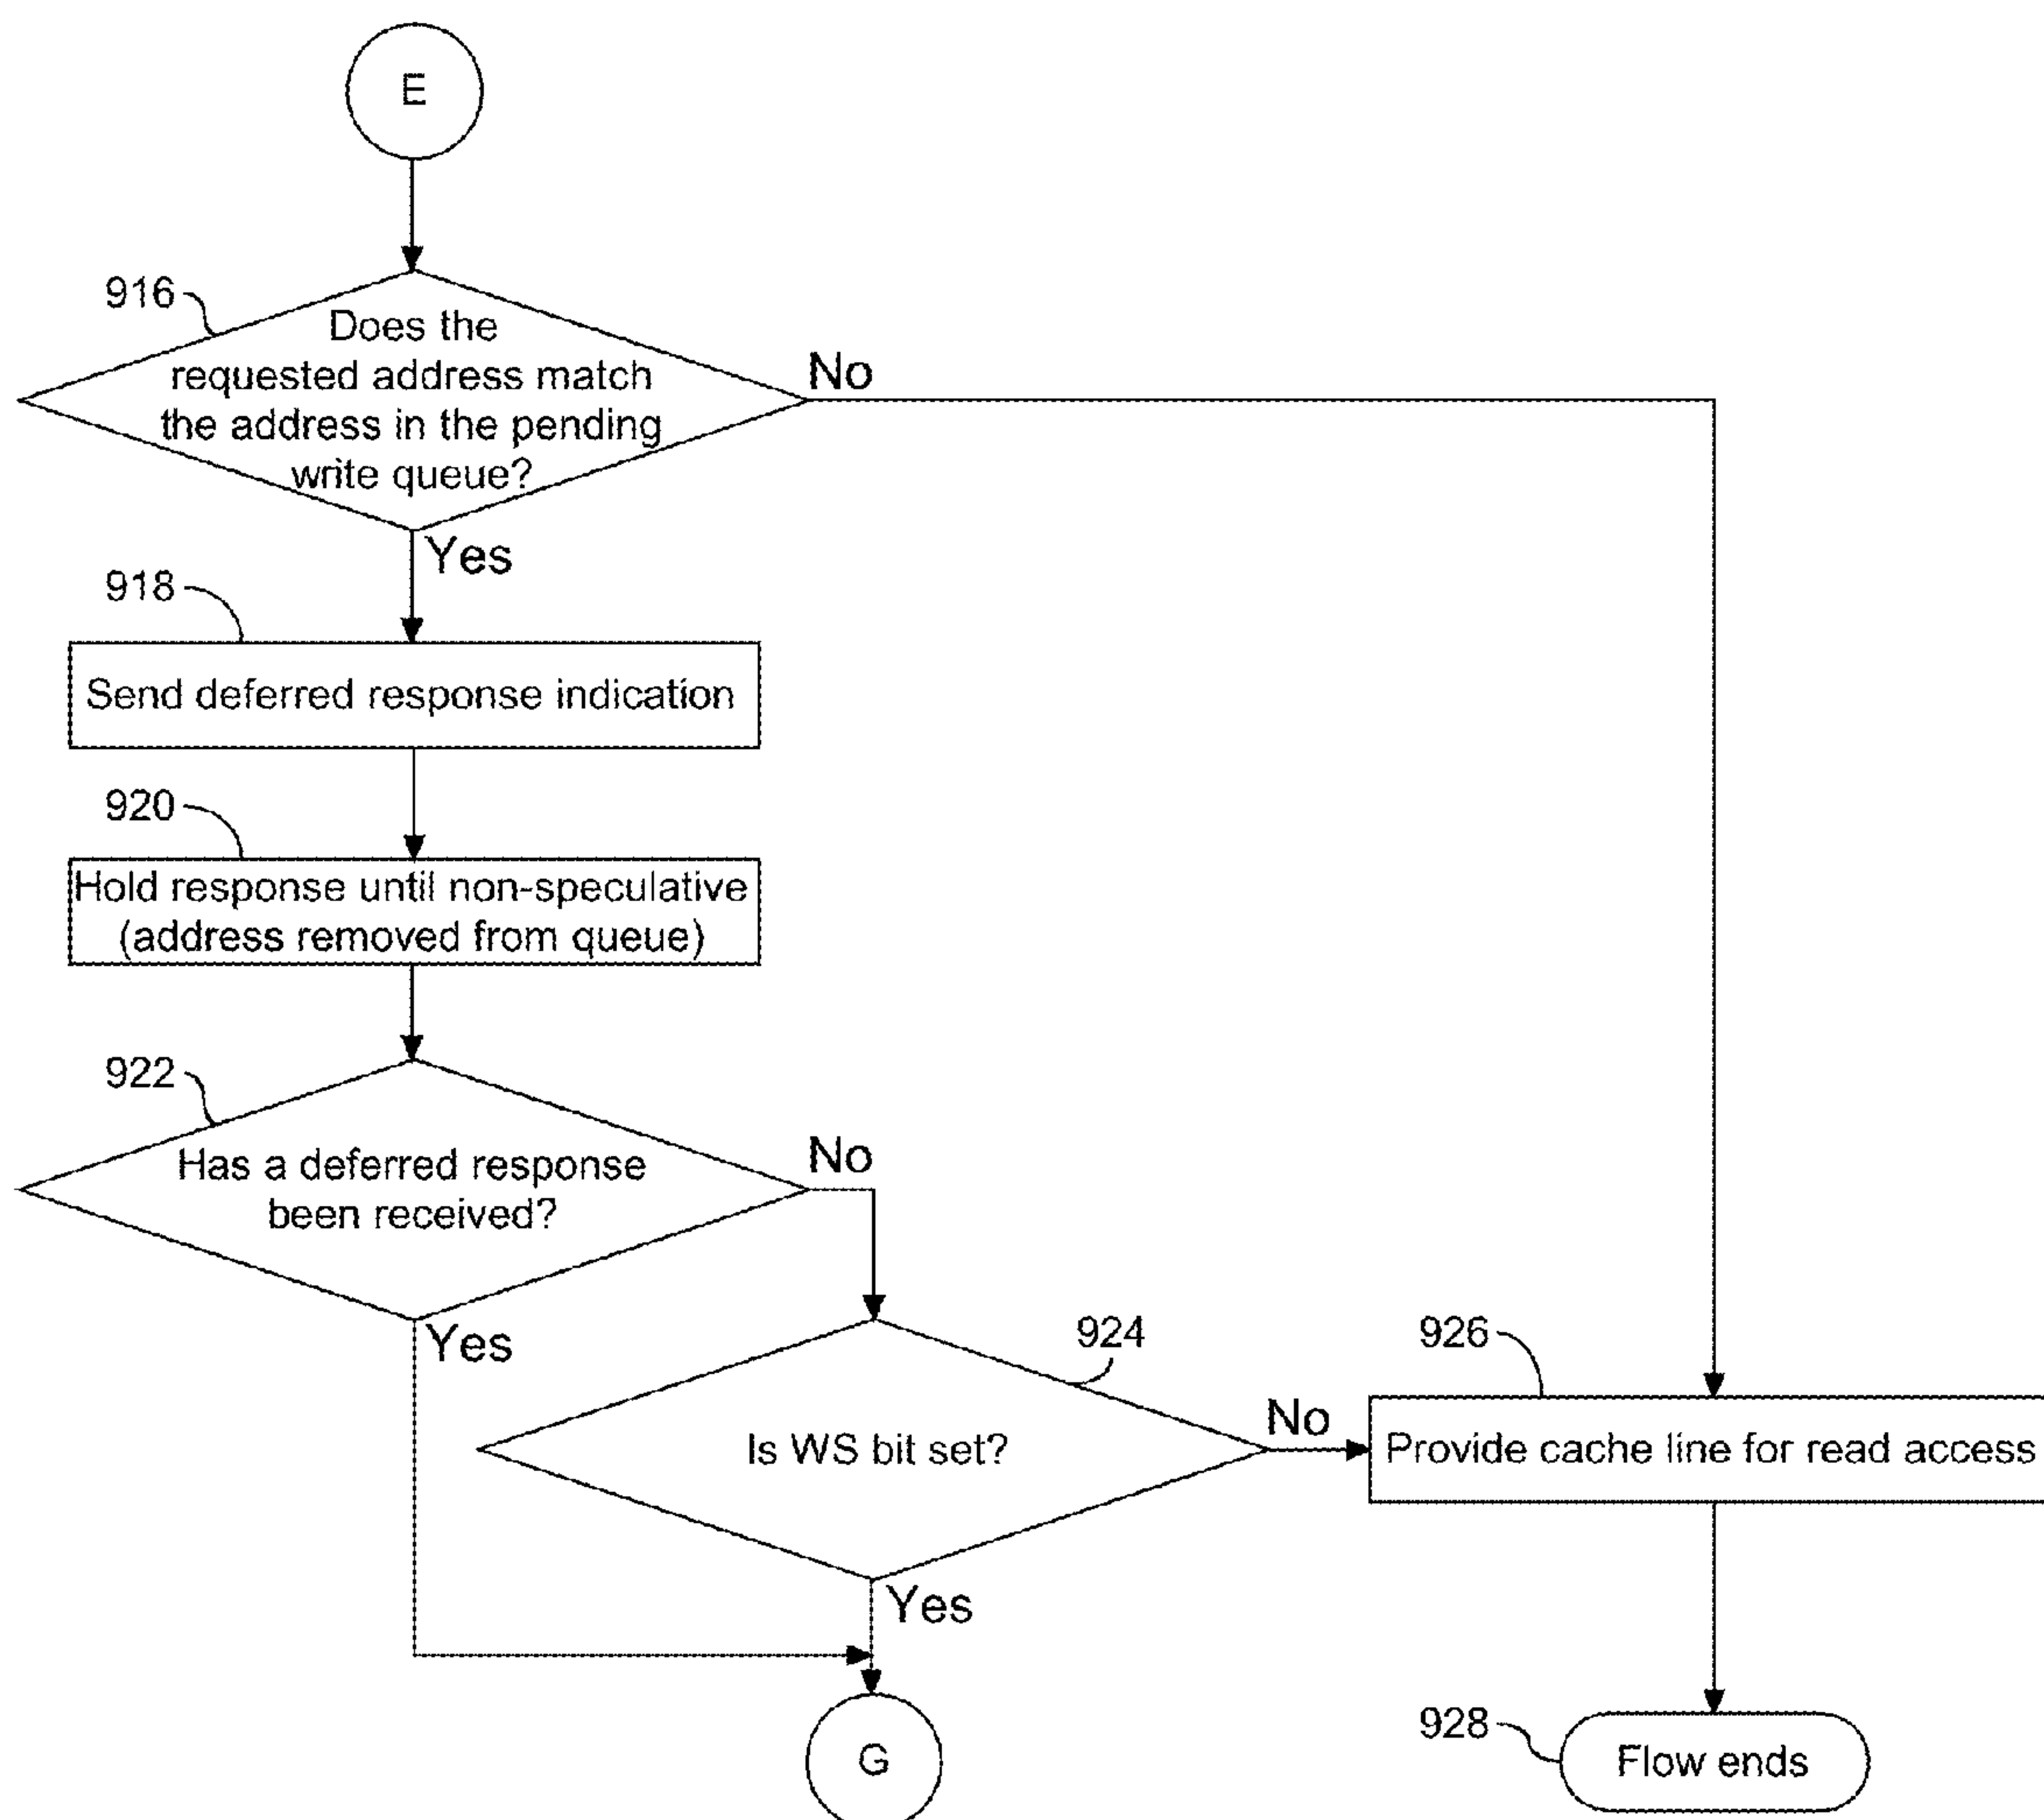 E
916
Does the
requested address match
the address in the pending
write queue?
No
Yes
918
Send deferred response indication
920
Hold response until non-speculative
(address removed from queue)
922
Has a deferred response
been received?
No
Yes
924
Is WS bit set?
No
Yes
926
Provide cache line for read access
G
928
Flow ends